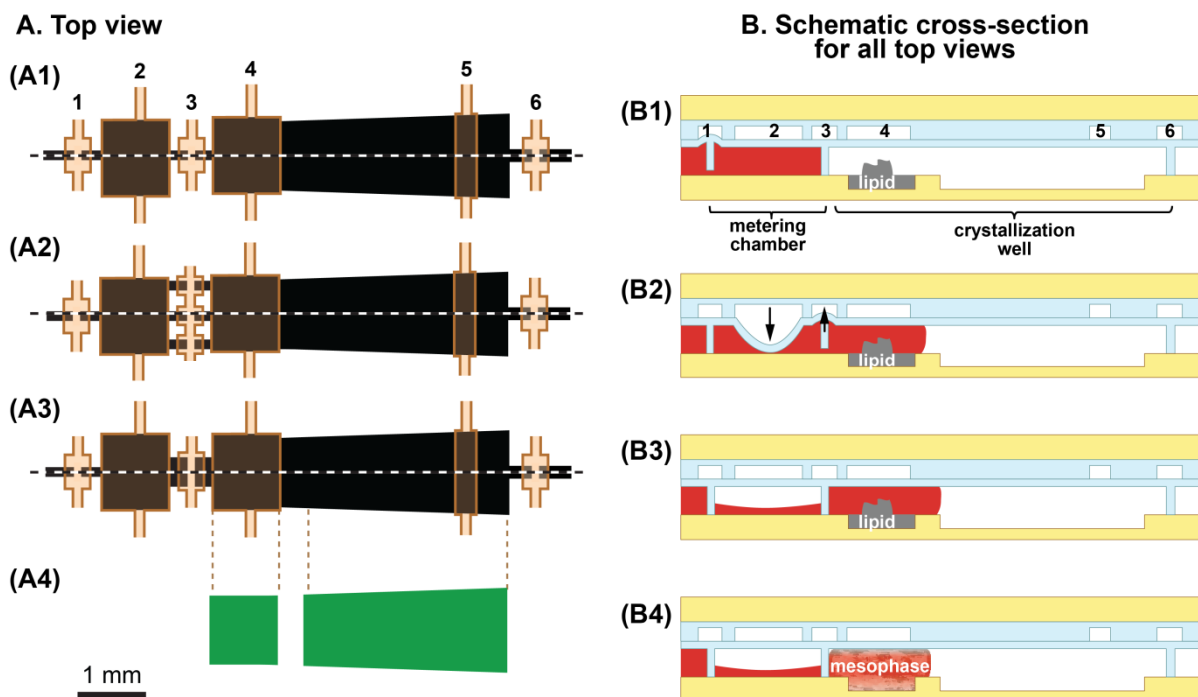 A. Top view
(A1)
1
2
3
4
5
6
(A2)
(A3)
(A4)
1 mm
B. Schematic cross-section
for all top views
(B1)
1
2
3
4
5
6
lipid
metering
chamber
crystallization
well
(B2)
lipid
(B3)
lipid
(B4)
mesophase